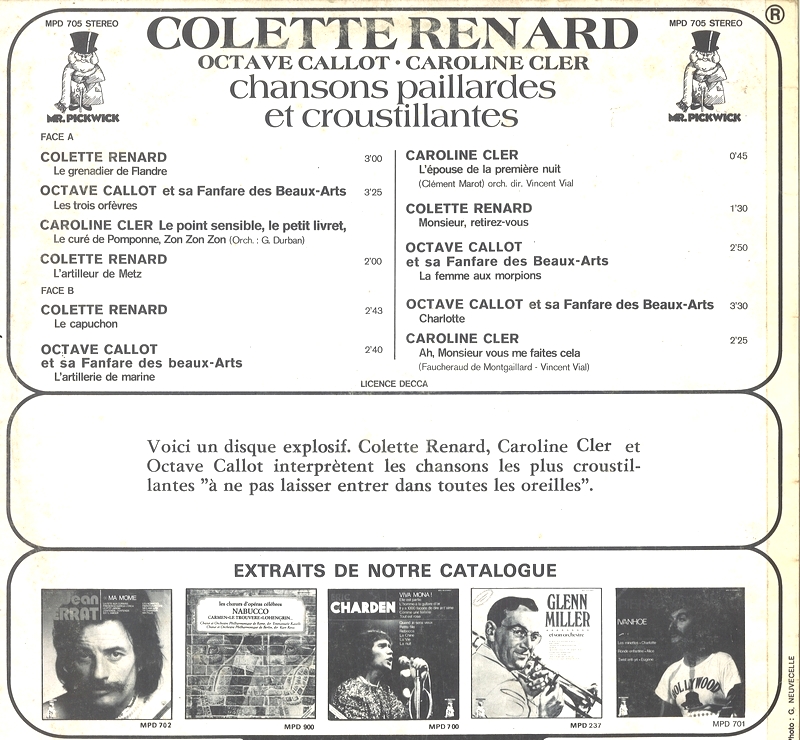 MPD 705 STEREO
COLETTE RENARD
MPD 705 STEREO
®
OCTAVE CALLOT · CAROLINE CLER
chansons paillardes
et croustillantes
MR. PICKWICK
MR. PICKWICK
FACE A
COLETTE RENARD 3'00
Le grenadier de Flandre
OCTAVE CALLOT et sa Fanfare des Beaux-Arts 3'25
Les trois orfèvres
CAROLINE CLER Le point sensible, le petit livret,
Le curé de Pomponne, Zon Zon Zon (Orch. : G. Durban)
COLETTE RENARD 2'00
L'artilleur de Metz
FACE B
COLETTE RENARD 2'43
Le capuchon
OCTAVE CALLOT 2'40
et sa Fanfare des beaux-Arts
L'artillerie de marine
CAROLINE CLER 0'45
L'épouse de la première nuit
(Clément Marot) orch. dir. Vincent Vial
COLETTE RENARD 1'30
Monsieur, retirez-vous
OCTAVE CALLOT 2'50
et sa Fanfare des Beaux-Arts
La femme aux morpions
OCTAVE CALLOT et sa Fanfare des Beaux-Arts 3'30
Charlotte
CAROLINE CLER 2'25
Ah, Monsieur vous me faites cela
(Faucheraud de Montgaillard - Vincent Vial)
LICENCE DECCA
Voici un disque explosif. Colette Renard, Caroline Cler et
Octave Callot interprètent les chansons les plus croustil-
lantes "à ne pas laisser entrer dans toutes les oreilles".
EXTRAITS DE NOTRE CATALOGUE
Jean
ERRAT
MA MOME
MPD 702
les chœurs d'opéras célèbres
NABUCCO
CARMEN-LE TROUVERE-LOHENGRIN...
MPD 900
CHARDEN
VIVA MONA !
MPD 700
GLENN
MILLER
et son orchestre
MPD 237
IVANHOE
HOLLYWOOD
MPD 701
Photo : G. NEUVECELLE